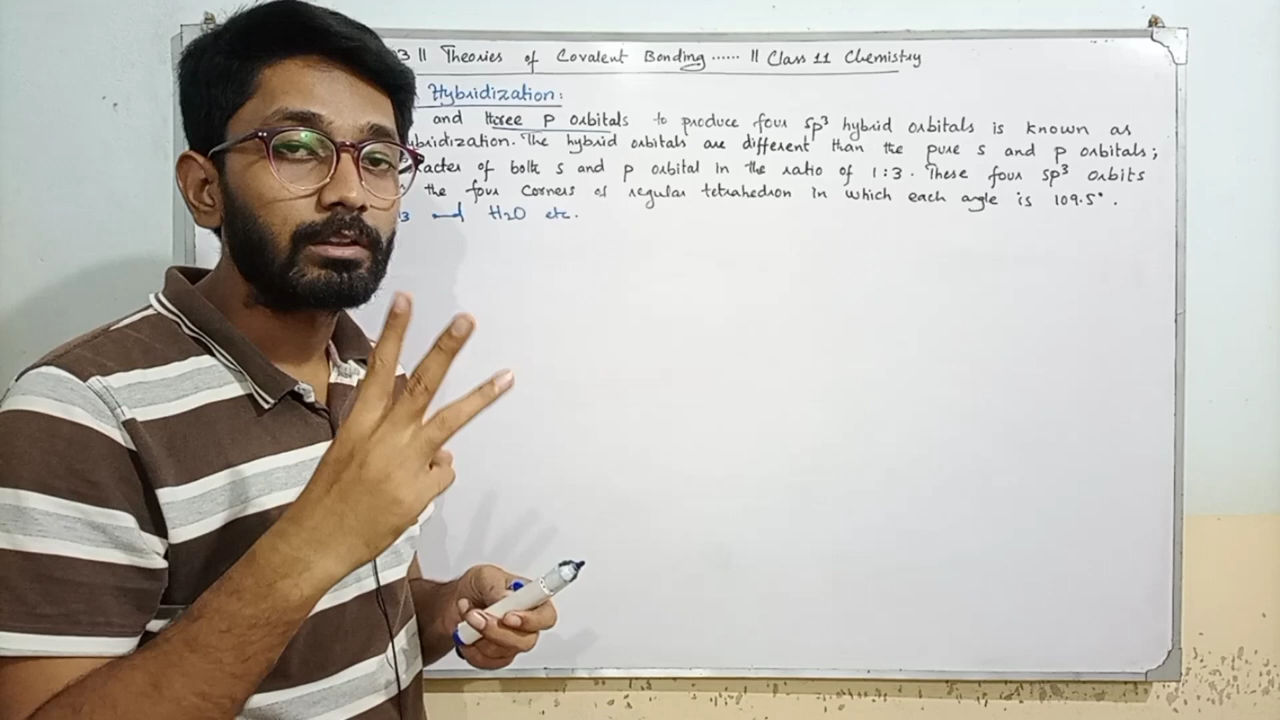 3 || Theories of Covalent Bonding ...... || Class 11 Chemistry
Hybridization:
and three p orbitals to produce four sp³ hybrid orbitals is known as
ybridization. The hybrid orbitals are different than the pure s and p orbitals;
racter of both s and p orbital in the ratio of 1:3. These four sp³ orbits
the four corners of regular tetrahedron in which each angle is 109.5°.
3 and H₂O etc.